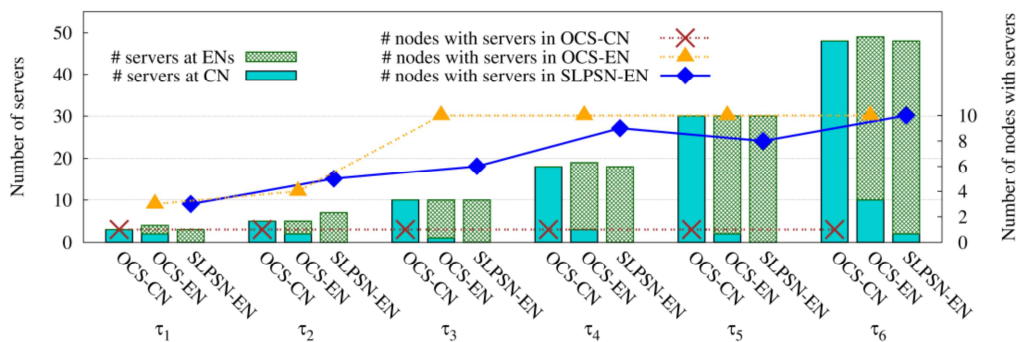 50
40
30
20
10
0
Number of servers
# servers at ENs
# servers at CN
# nodes with servers in OCS-CN
# nodes with servers in OCS-EN
# nodes with servers in SLPSN-EN
10
8
6
4
2
0
Number of nodes with servers
OCS-CN OCS-EN SLPSN-EN OCS-CN OCS-EN SLPSN-EN OCS-CN OCS-EN SLPSN-EN OCS-CN OCS-EN SLPSN-EN OCS-CN OCS-EN SLPSN-EN OCS-CN OCS-EN SLPSN-EN
τ1 τ2 τ3 τ4 τ5 τ6